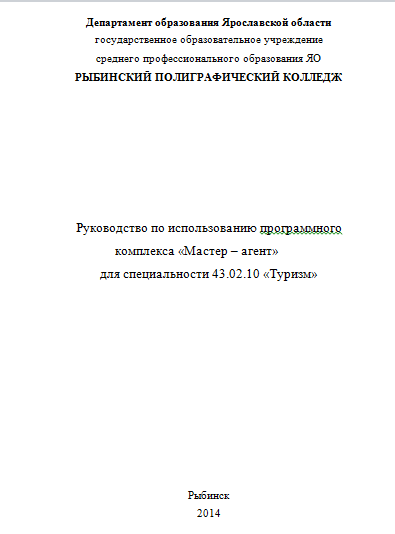 Департамент образования Ярославской области
государственное образовательное учреждение
среднего профессионального образования ЯО
РЫБИНСКИЙ ПОЛИГРАФИЧЕСКИЙ КОЛЛЕДЖ
Руководство по использованию программного
комплекса «Мастер – агент»
для специальности 43.02.10 «Туризм»
Рыбинск
2014